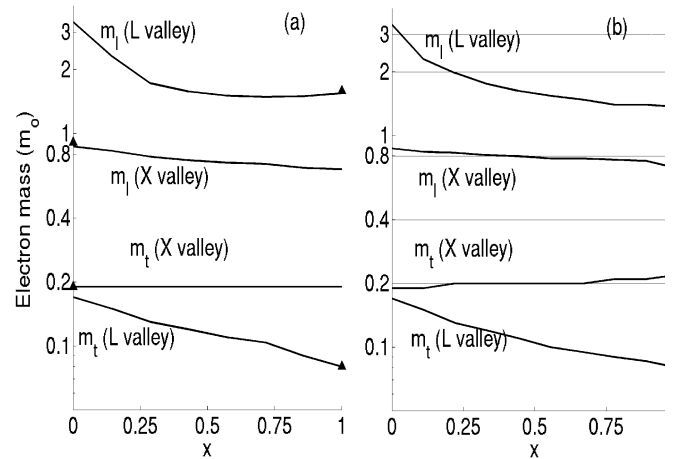 (a)
(b)
m_l (L valley)
m_l (L valley)
3
3
2
2
1
1
0.8
0.8
m_l (X valley)
m_l (X valley)
0.4
0.4
m_t (X valley)
m_t (X valley)
0.2
0.2
m_t (L valley)
m_t (L valley)
0.1
0.1
Electron mass (m_o)
0 0.25 0.5 0.75 1
0 0.25 0.5 0.75
x
x